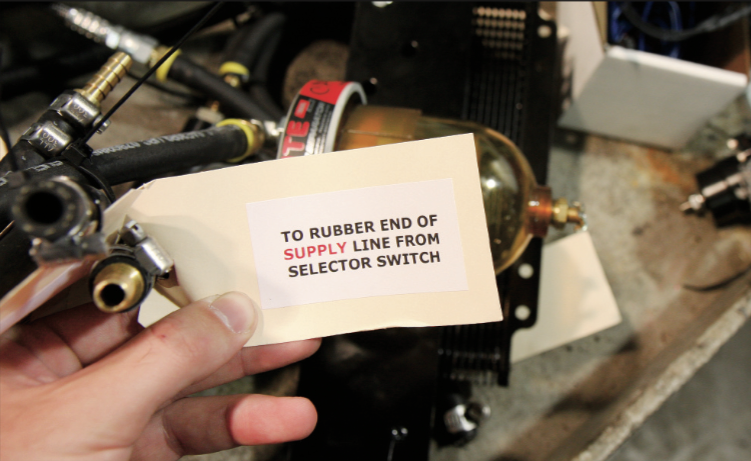 TO RUBBER END OF
SUPPLY LINE FROM
SELECTOR SWITCH